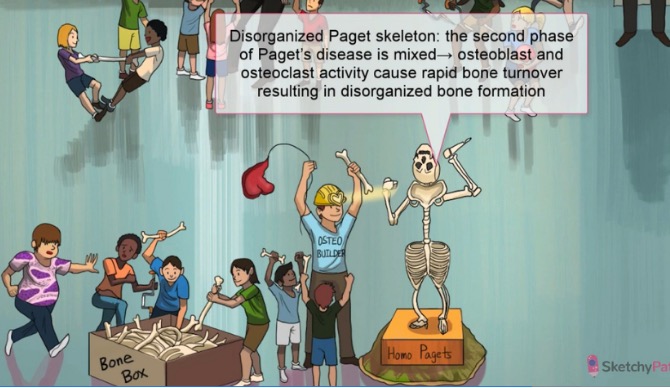 Disorganized Paget skeleton: the second phase
of Paget's disease is mixed→ osteoblast and
osteoclast activity cause rapid bone turnover
resulting in disorganized bone formation
OSTEO
BUILDER
Homo Pagets
Bone
Box
SketchyPa